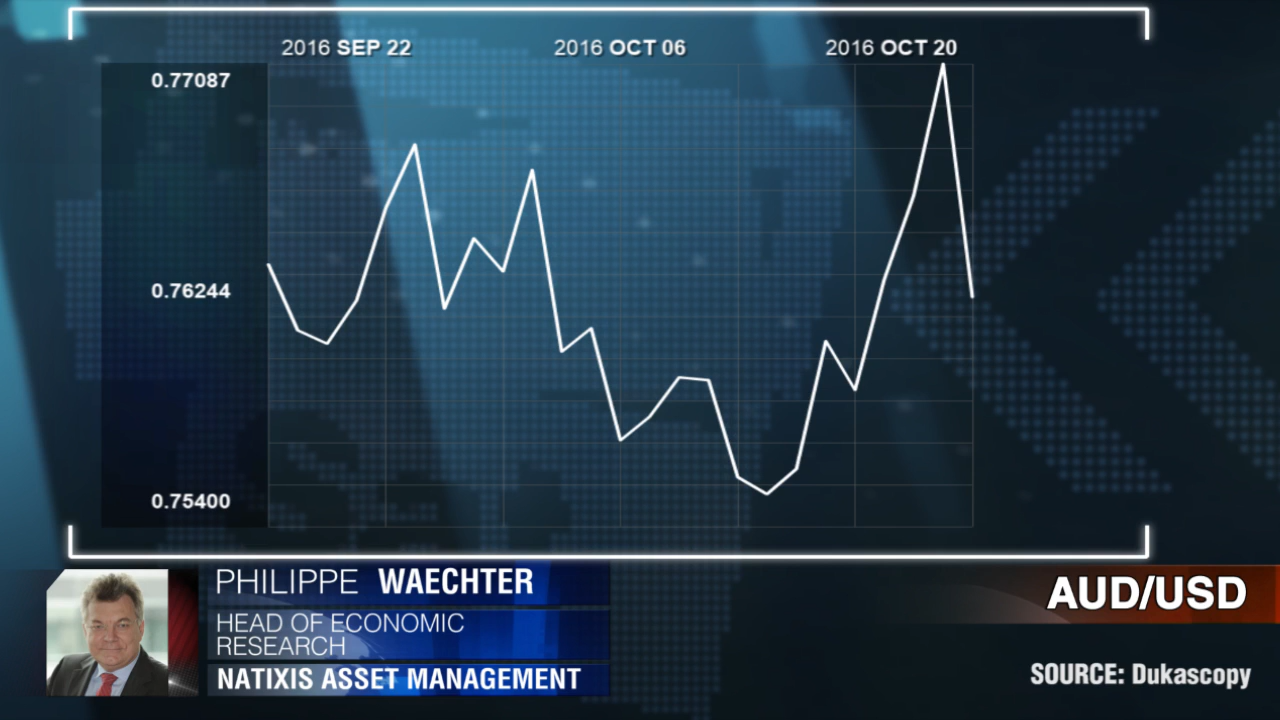 2016 SEP 22
2016 OCT 06
2016 OCT 20
0.77087
0.76244
0.75400
PHILIPPE WAECHTER
HEAD OF ECONOMIC
RESEARCH
NATIXIS ASSET MANAGEMENT
AUD/USD
SOURCE: Dukascopy